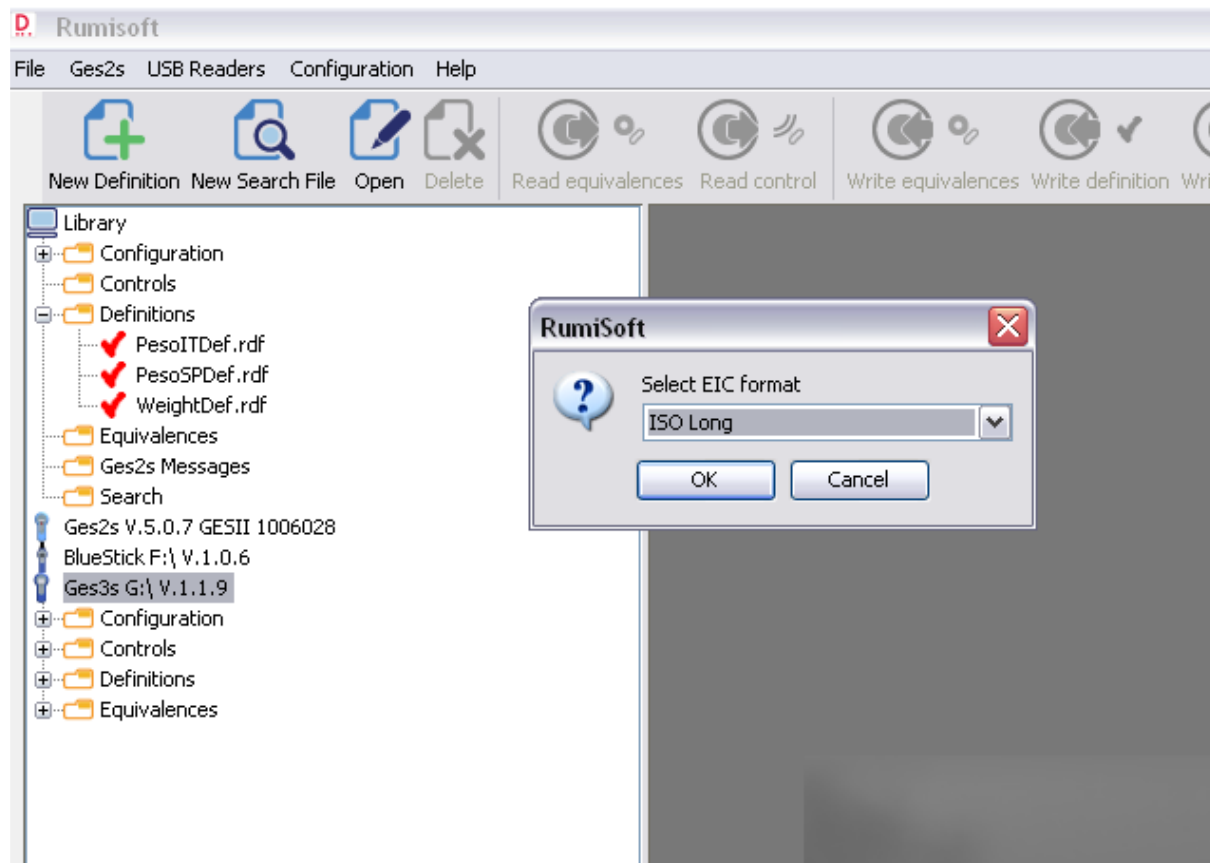 Rumisoft
File Ges2s USB Readers Configuration Help
New Definition New Search File Open Delete Read equivalences Read control Write equivalences Write definition Wri
Library
Configuration
Controls
Definitions
PesoITDef.rdf
PesoSPDef.rdf
WeightDef.rdf
Equivalences
Ges2s Messages
Search
Ges2s V.5.0.7 GESII 1006028
BlueStick F:\ V.1.0.6
Ges3s G:\ V.1.1.9
Configuration
Controls
Definitions
Equivalences
RumiSoft
Select EIC format
ISO Long
OK Cancel